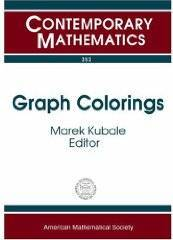 CONTEMPORARY
MATHEMATICS
352
Graph Colorings
Marek Kubale
Editor
American Mathematical Society